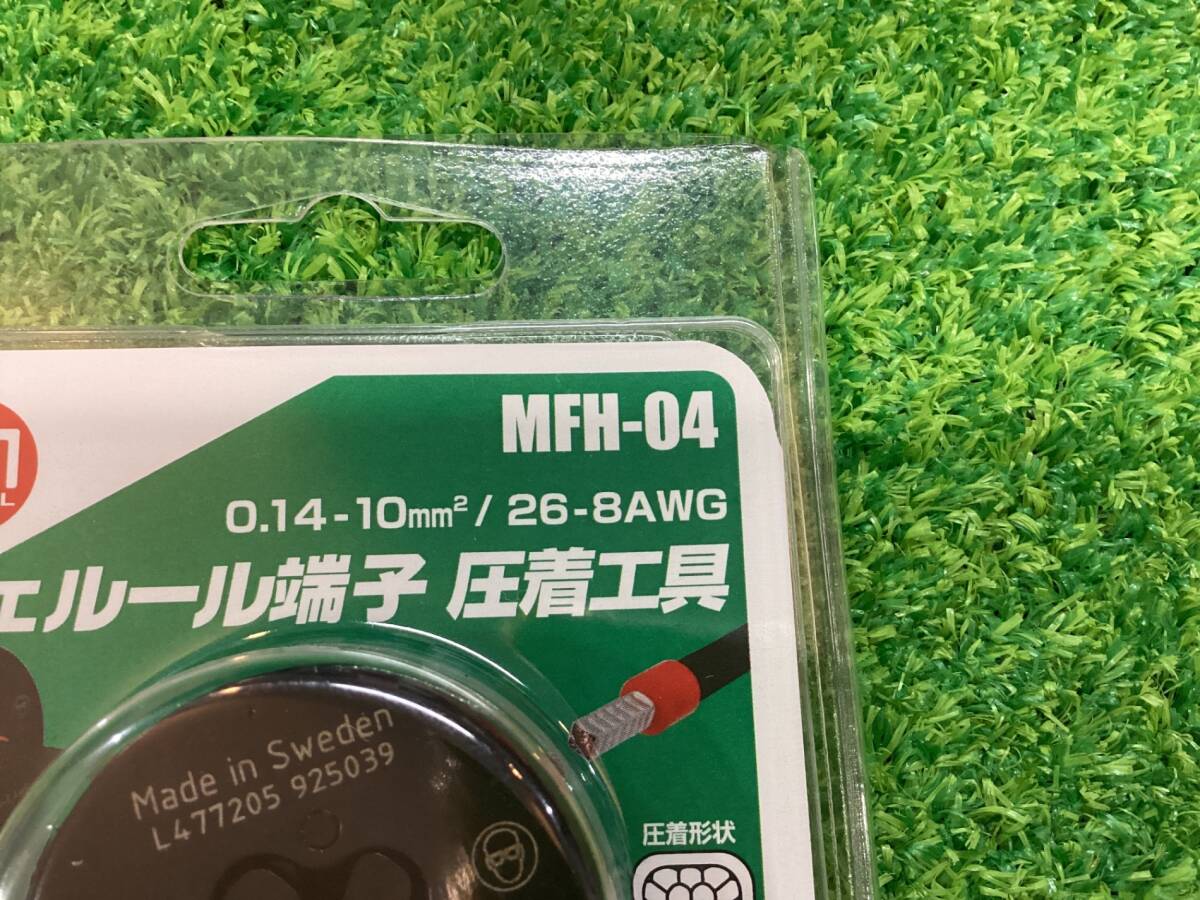 MFH-04
0.14-10mm² / 26-8AWG
ェルール端子 圧着工具
Made in Sweden
L477205 925039
圧着形状